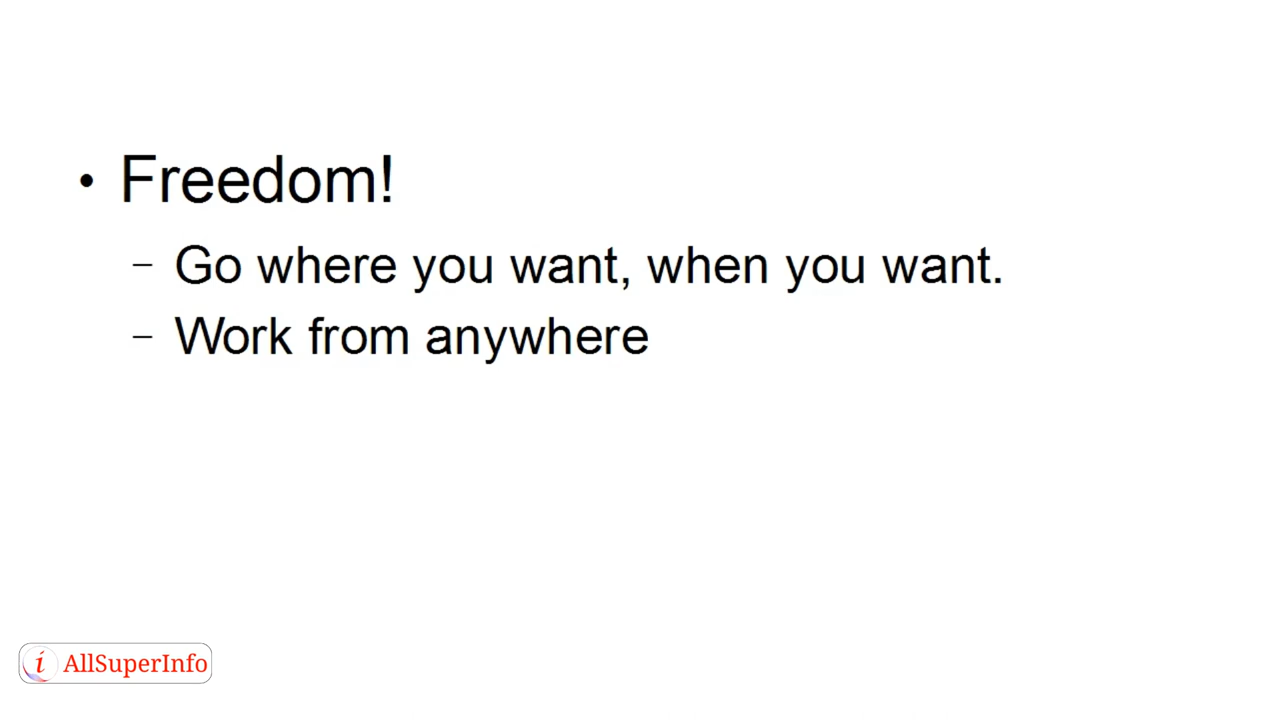 • Freedom!
– Go where you want, when you want.
– Work from anywhere
i AllSuperInfo